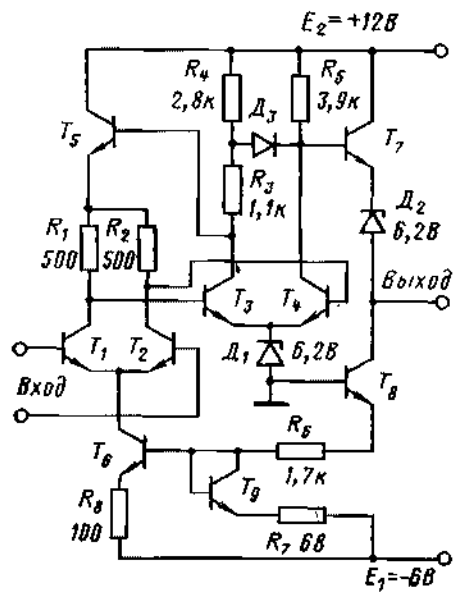 E₂ = +12В
R₄
2,8к
R₅
3,9к
Д₃
T₅
T₇
R₃
1,1к
Д₂
6,2В
R₁
500
R₂
500
Выход
T₃
T₄
T₁
T₂
Д₁
6,2В
T₈
Вход
R₆
1,7к
T₆
T₉
R₈
100
R₇ 68
E₁=-6В